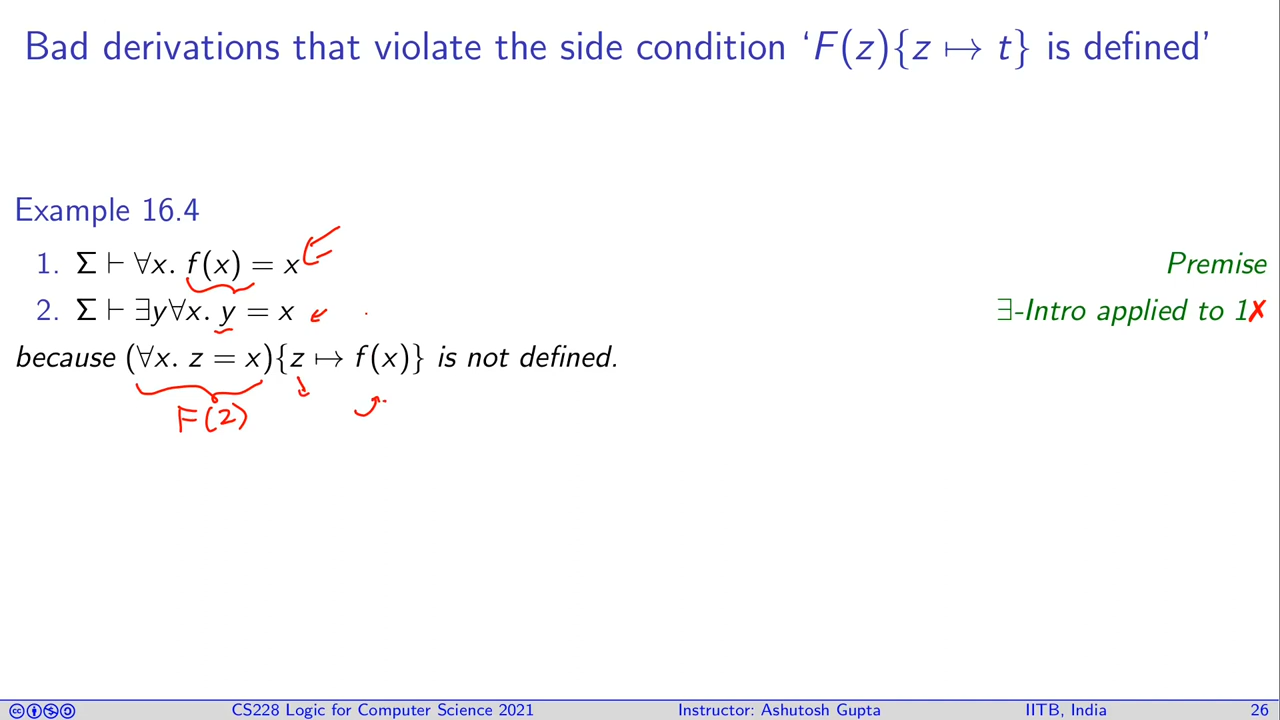 Bad derivations that violate the side condition ‘F(z){z ↦ t} is defined’
Example 16.4
1. Σ ⊢ ∀x. f(x) = x Premise
2. Σ ⊢ ∃y∀x. y = x ∃-Intro applied to 1✗
because (∀x. z = x){z ↦ f(x)} is not defined.
F(z)
CS228 Logic for Computer Science 2021 Instructor: Ashutosh Gupta IITB, India 26